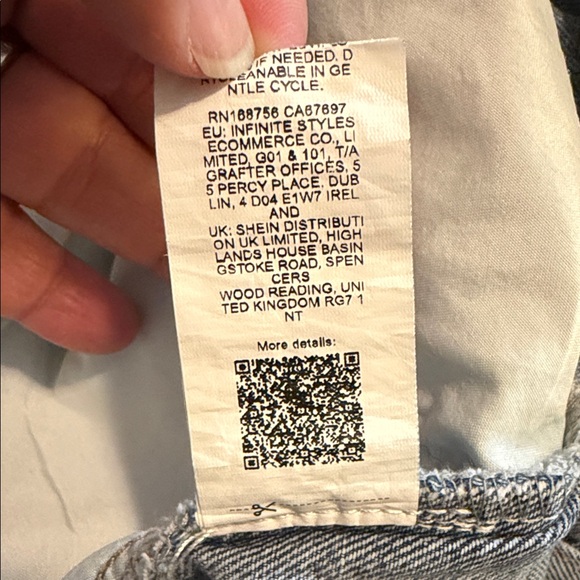 IF NEEDED. D
RYCLEANABLE IN GE
NTLE CYCLE.
RN168756 CA67697
EU: INFINITE STYLES
ECOMMERCE CO., LI
MITED, G01 & 101, T/A
GRAFTER OFFICES, 5
5 PERCY PLACE, DUB
LIN, 4 D04 E1W7 IREL
AND
UK: SHEIN DISTRIBUTI
ON UK LIMITED, HIGH
LANDS HOUSE BASIN
GSTOKE ROAD, SPEN
CERS
WOOD READING, UNI
TED KINGDOM RG7 1
NT
More details: